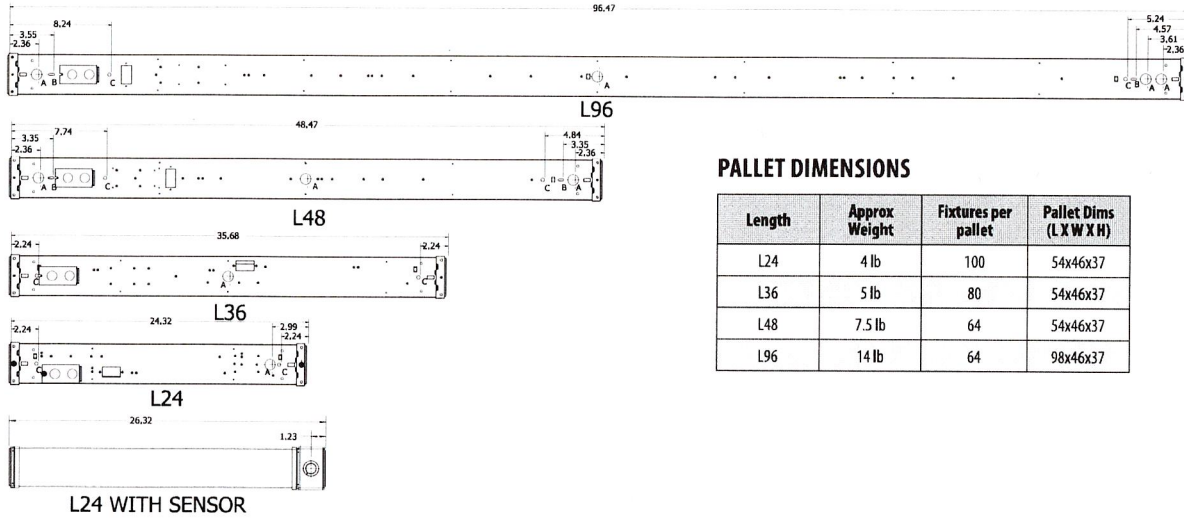 96.47
8.24
3.55
2.36
5.24
4.57
3.61
2.36
A B C A C B A A
L96
48.47
7.74
3.35
2.36
4.84
3.35
2.36
A B C A C B A
L48
35.68
2.24
2.24
C A C
L36
24.32
2.24
2.99
2.24
C A C
L24
26.32
1.23
L24 WITH SENSOR
PALLET DIMENSIONS
Length Approx Weight Fixtures per pallet Pallet Dims (L X W X H)
L24 4 lb 100 54x46x37
L36 5 lb 80 54x46x37
L48 7.5 lb 64 54x46x37
L96 14 lb 64 98x46x37